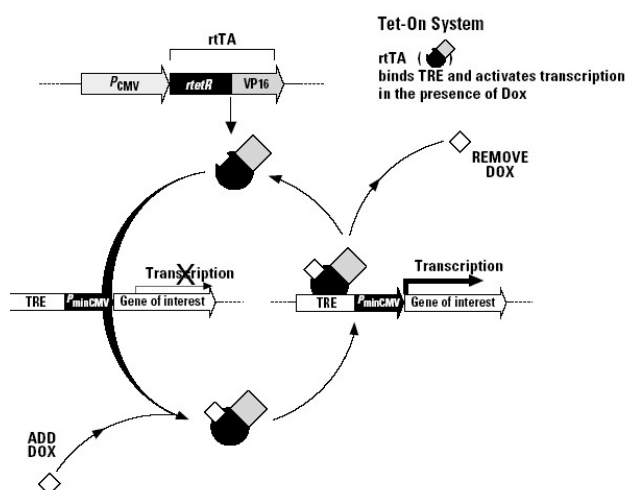 rtTA
Tet-On System
rtTA ( )
binds TRE and activates transcription
in the presence of Dox
PCMV
rtetR
VP16
REMOVE
DOX
Transcription
X
TRE
PminCMV
Gene of interest
Transcription
TRE
PminCMV
Gene of interest
ADD
DOX